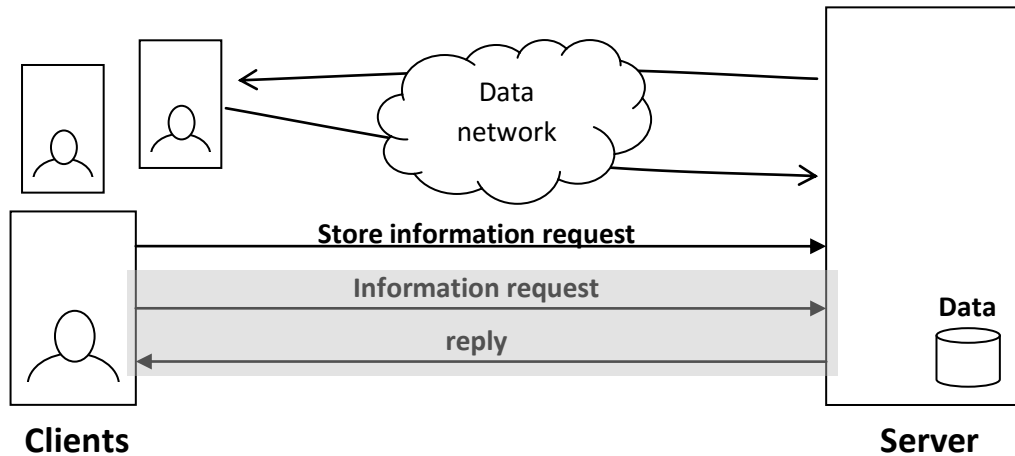 Data
network
Store information request
Information request
reply
Data
Clients
Server